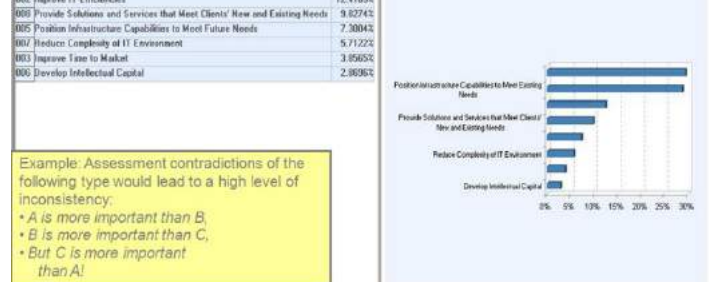 008 Provide Solutions and Services that Meet Clients' New and Existing Needs 9.8274%
005 Position Infrastructure Capabilities to Meet Future Needs 7.3004%
007 Reduce Complexity of IT Environment 5.7122%
003 Improve Time to Market 3.8565%
006 Develop Intellectual Capital 2.8696%
Position Infrastructure Capabilities to Meet Existing
Needs
Provide Solutions and Services that Meet Clients'
New and Existing Needs
Reduce Complexity of IT Environment
Develop Intellectual Capital
0% 5% 10% 15% 20% 25% 30%
Example: Assessment contradictions of the
following type would lead to a high level of
inconsistency:
• A is more important than B,
• B is more important than C,
• But C is more important
than A!